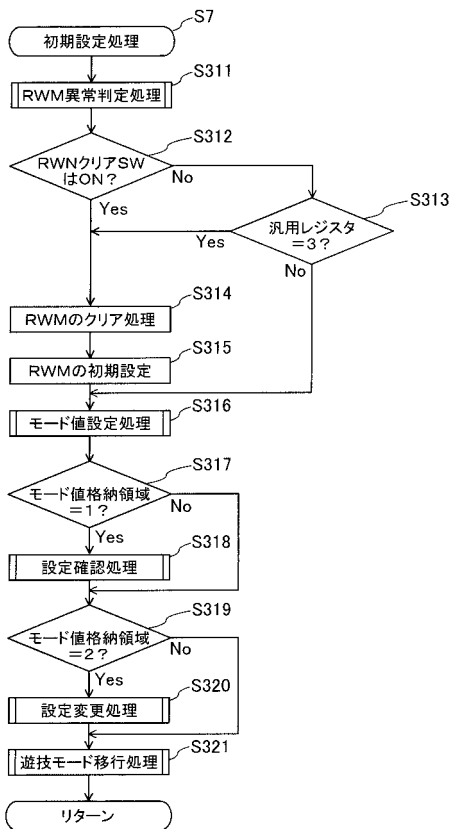 S7
初期設定処理
S311
RWM異常判定処理
S312
RWNクリアSW
はON？
No
Yes
S313
汎用レジスタ
＝3？
Yes
No
S314
RWMのクリア処理
S315
RWMの初期設定
S316
モード値設定処理
S317
モード値格納領域
＝1？
No
Yes
S318
設定確認処理
S319
モード値格納領域
＝2？
No
Yes
S320
設定変更処理
S321
遊技モード移行処理
リターン